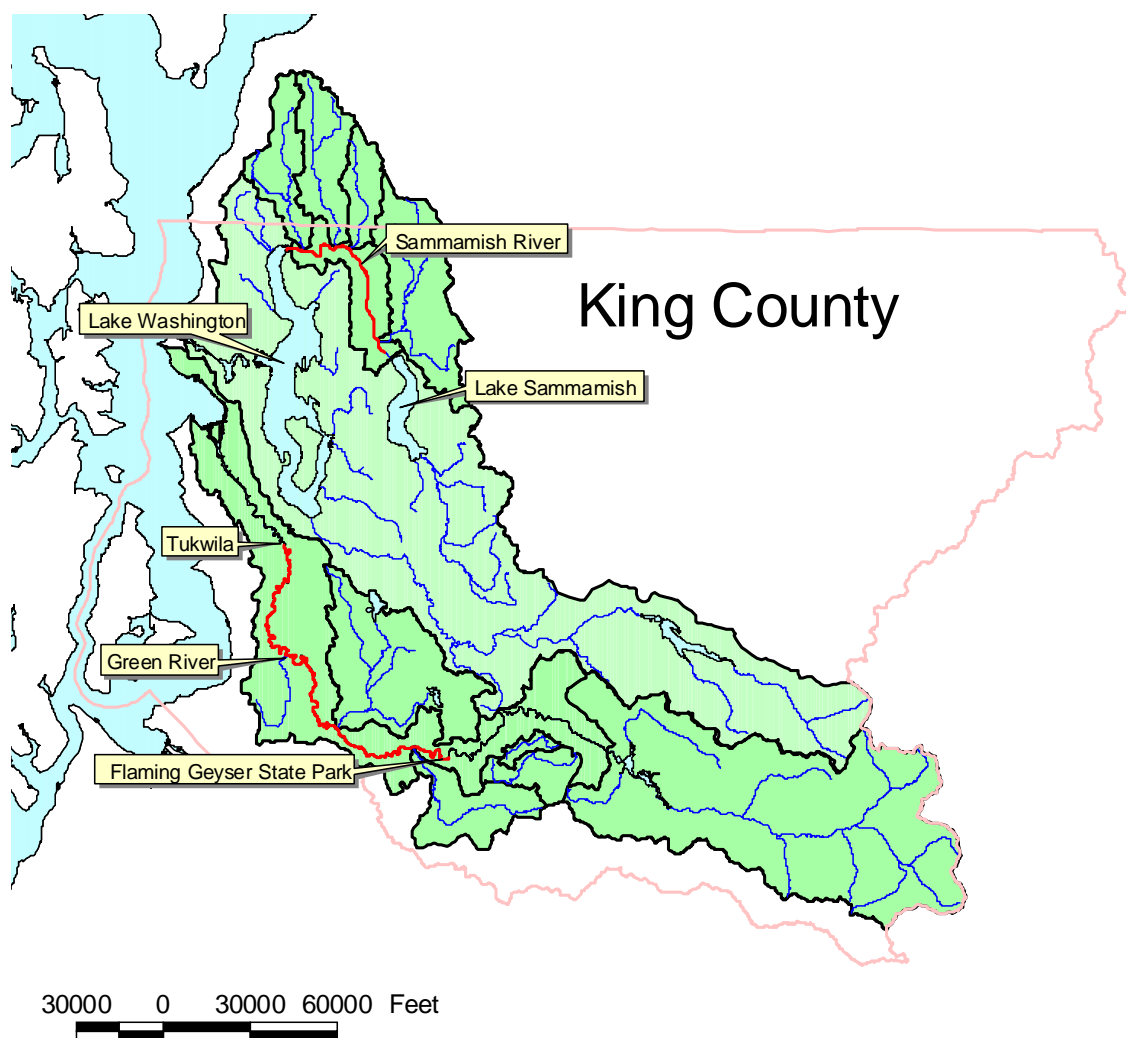 Sammamish River
King County
Lake Washington
Lake Sammamish
Tukwila
Green River
Flaming Geyser State Park
30000 0 30000 60000 Feet